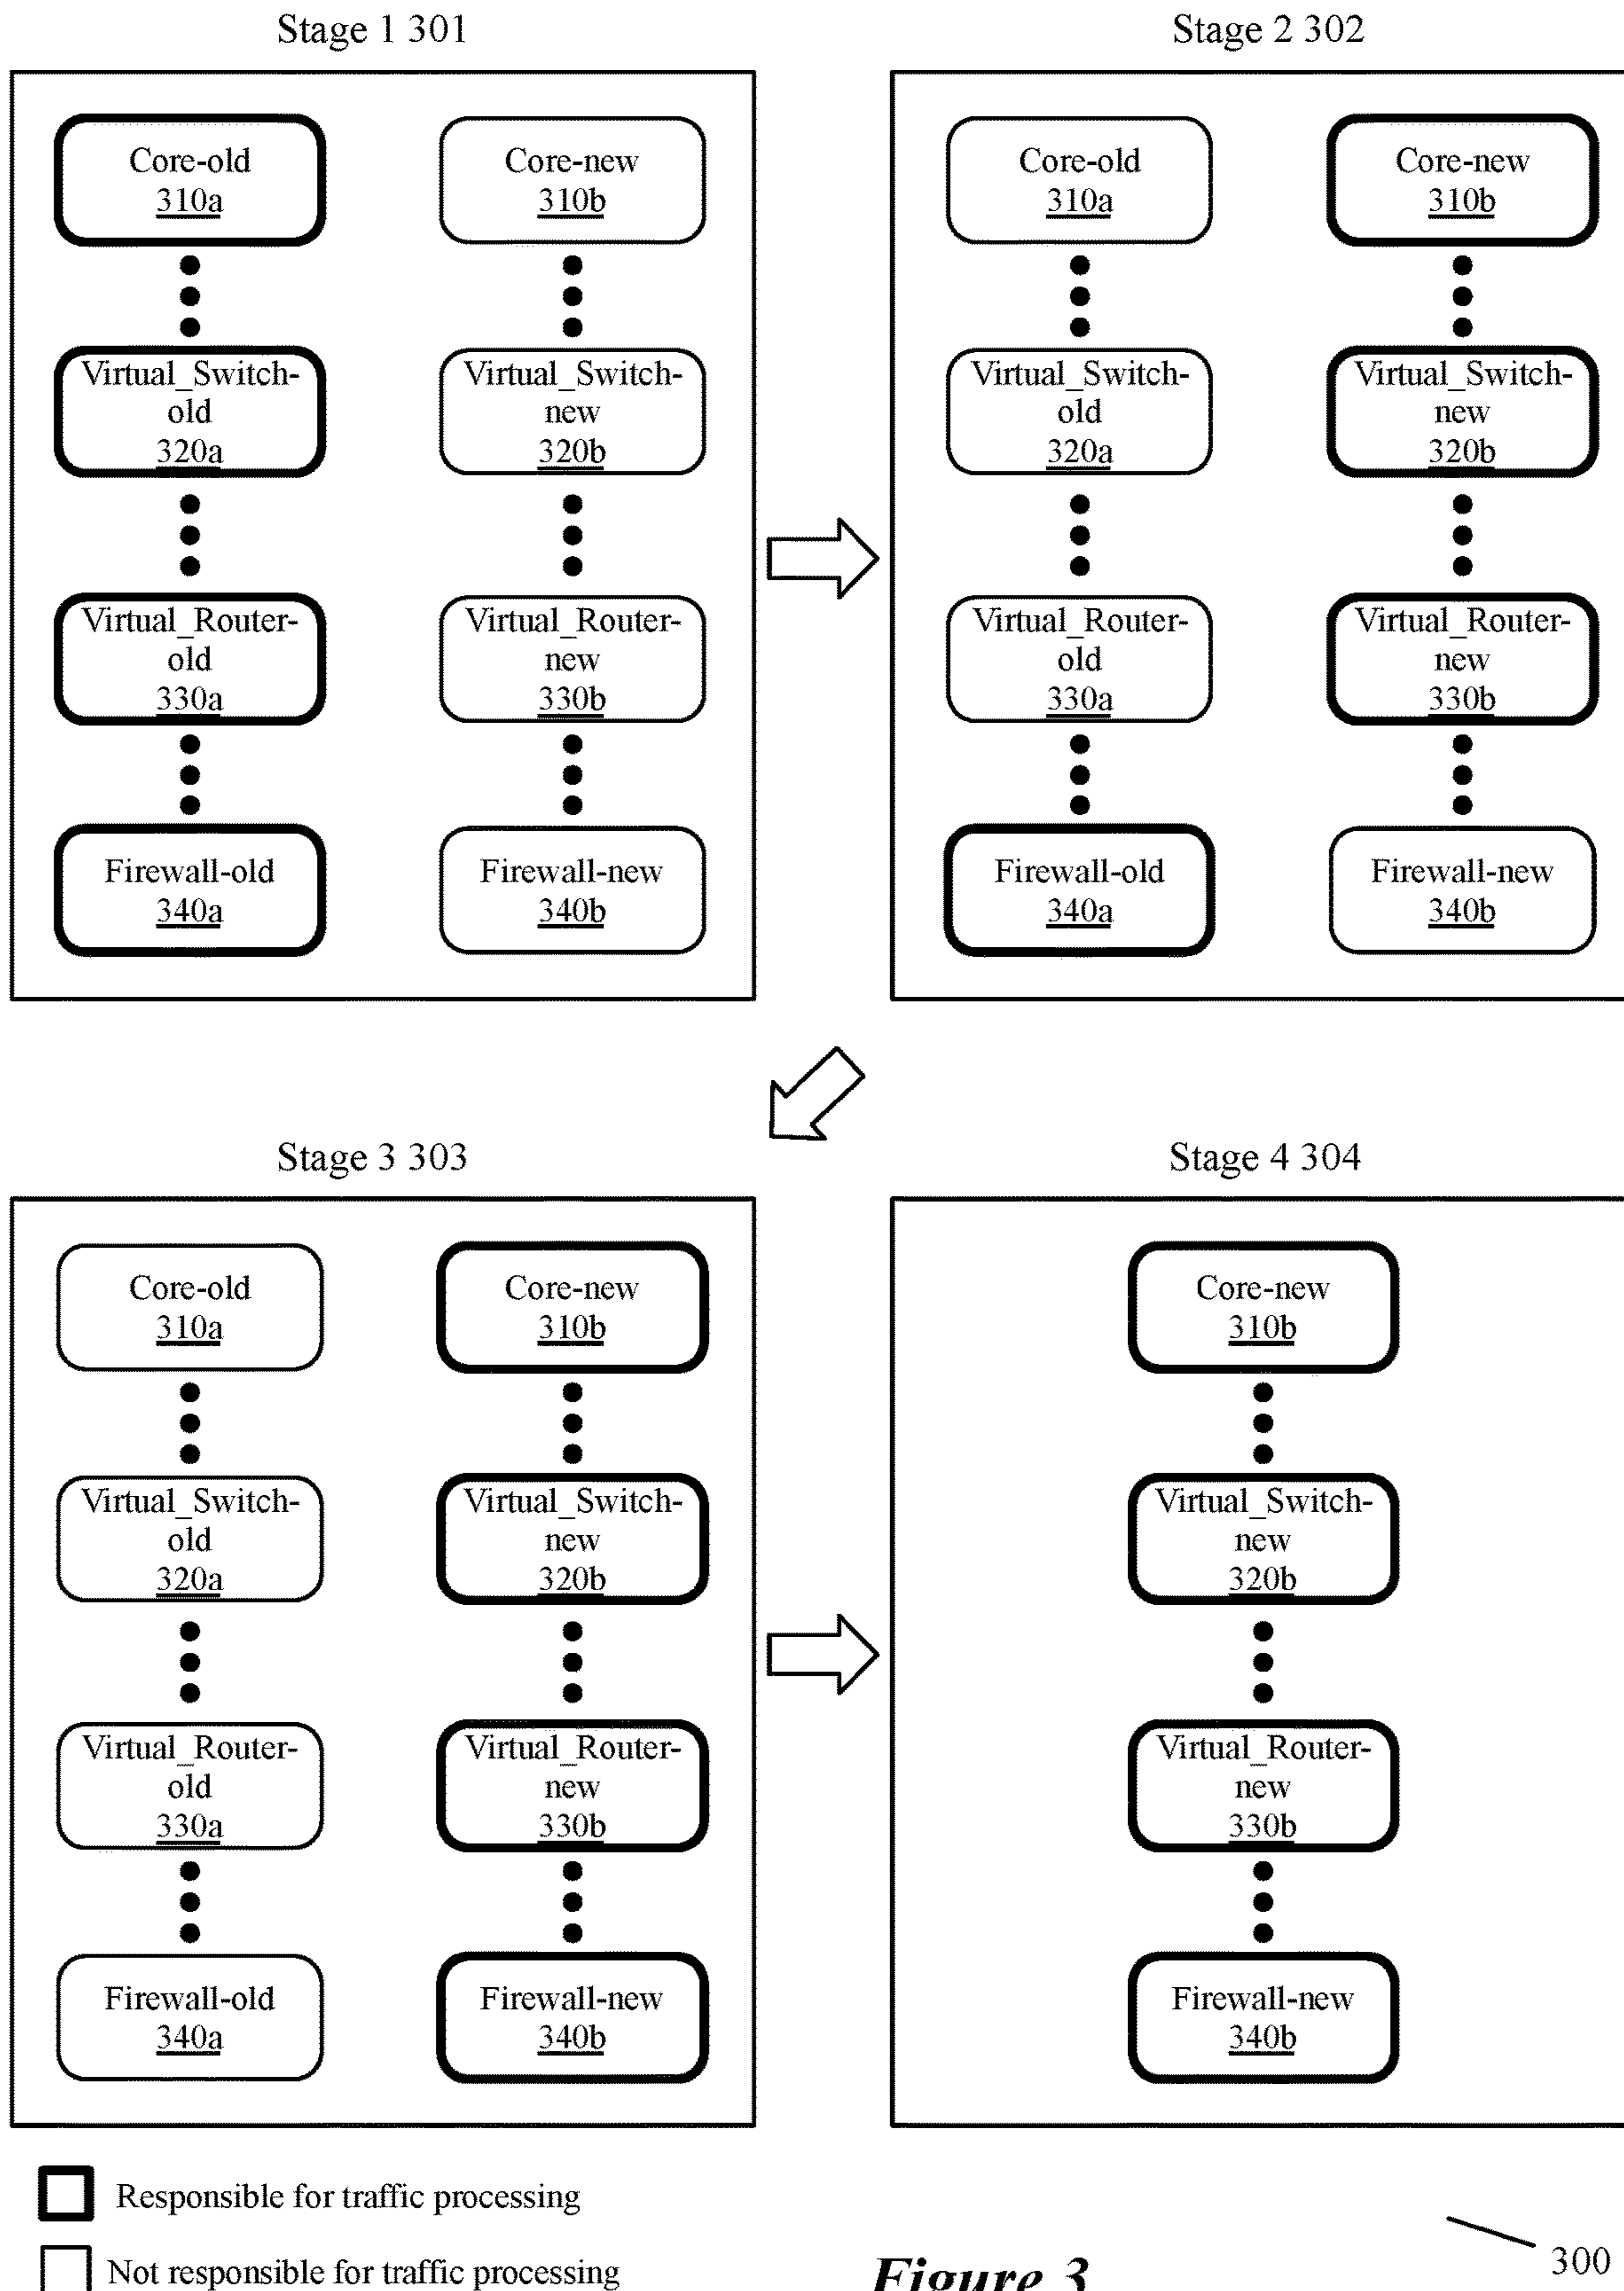 Stage 1 301
Core-old
310a
Virtual_Switch-
old
320a
Virtual_Router-
old
330a
Firewall-old
340a
Core-new
310b
Virtual_Switch-
new
320b
Virtual_Router-
new
330b
Firewall-new
340b
Stage 2 302
Core-old
310a
Virtual_Switch-
old
320a
Virtual_Router-
old
330a
Firewall-old
340a
Core-new
310b
Virtual_Switch-
new
320b
Virtual_Router-
new
330b
Firewall-new
340b
Stage 3 303
Core-old
310a
Virtual_Switch-
old
320a
Virtual_Router-
old
330a
Firewall-old
340a
Core-new
310b
Virtual_Switch-
new
320b
Virtual_Router-
new
330b
Firewall-new
340b
Stage 4 304
Core-new
310b
Virtual_Switch-
new
320b
Virtual_Router-
new
330b
Firewall-new
340b
Responsible for traffic processing
Not responsible for traffic processing
Figure 3
300